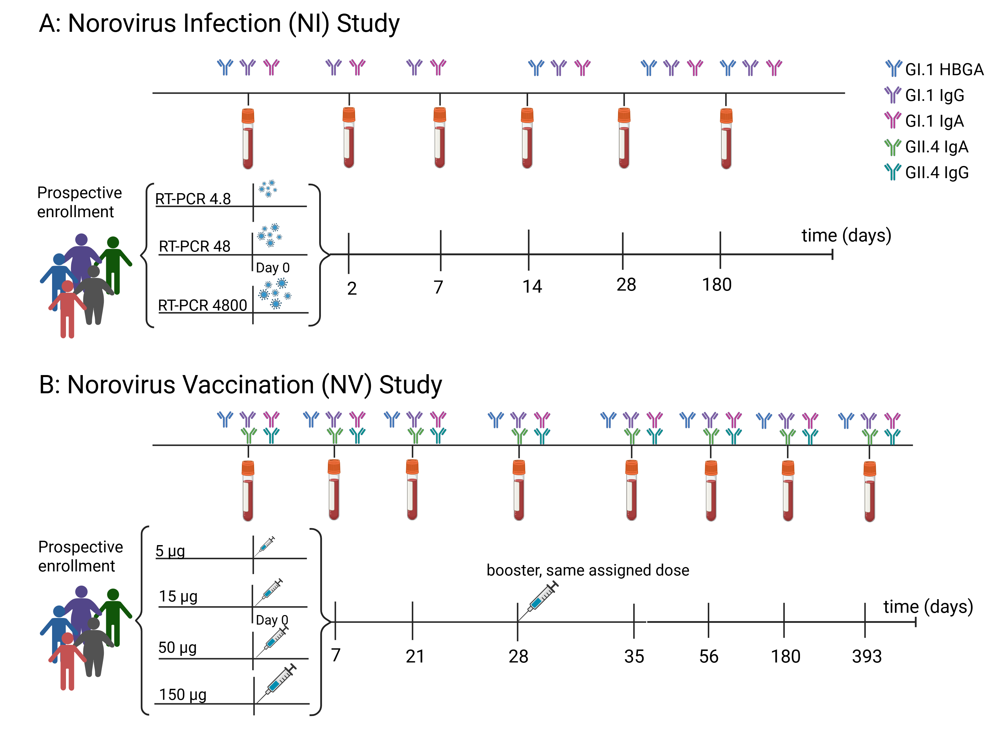 A: Norovirus Infection (NI) Study
GI.1 HBGA
GI.1 IgG
GI.1 IgA
GII.4 IgA
GII.4 IgG
Prospective
enrollment
RT-PCR 4.8
RT-PCR 48
Day 0
RT-PCR 4800
time (days)
2
7
14
28
180
B: Norovirus Vaccination (NV) Study
Prospective
enrollment
5 µg
15 µg
Day 0
50 µg
150 µg
booster, same assigned dose
time (days)
7
21
28
35
56
180
393